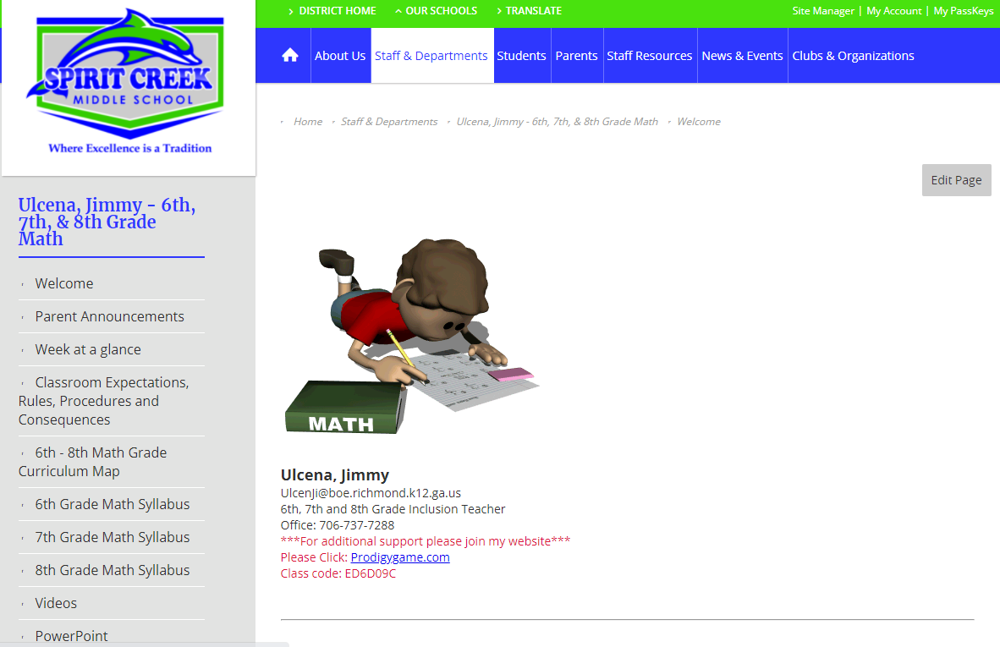 DISTRICT HOME
OUR SCHOOLS
TRANSLATE
Site Manager | My Account | My PassKeys
SPIRIT CREEK
MIDDLE SCHOOL
Where Excellence is a Tradition
About Us
Staff & Departments
Students
Parents
Staff Resources
News & Events
Clubs & Organizations
Home
Staff & Departments
Ulcena, Jimmy - 6th, 7th, & 8th Grade Math
Welcome
Edit Page
Ulcena, Jimmy - 6th,
7th, & 8th Grade
Math
Welcome
Parent Announcements
Week at a glance
Classroom Expectations,
Rules, Procedures and
Consequences
6th - 8th Math Grade
Curriculum Map
6th Grade Math Syllabus
7th Grade Math Syllabus
8th Grade Math Syllabus
Videos
PowerPoint
MATH
Ulcena, Jimmy
UlcenJi@boe.richmond.k12.ga.us
6th, 7th and 8th Grade Inclusion Teacher
Office: 706-737-7288
***For additional support please join my website***
Please Click: Prodigygame.com
Class code: ED6D09C